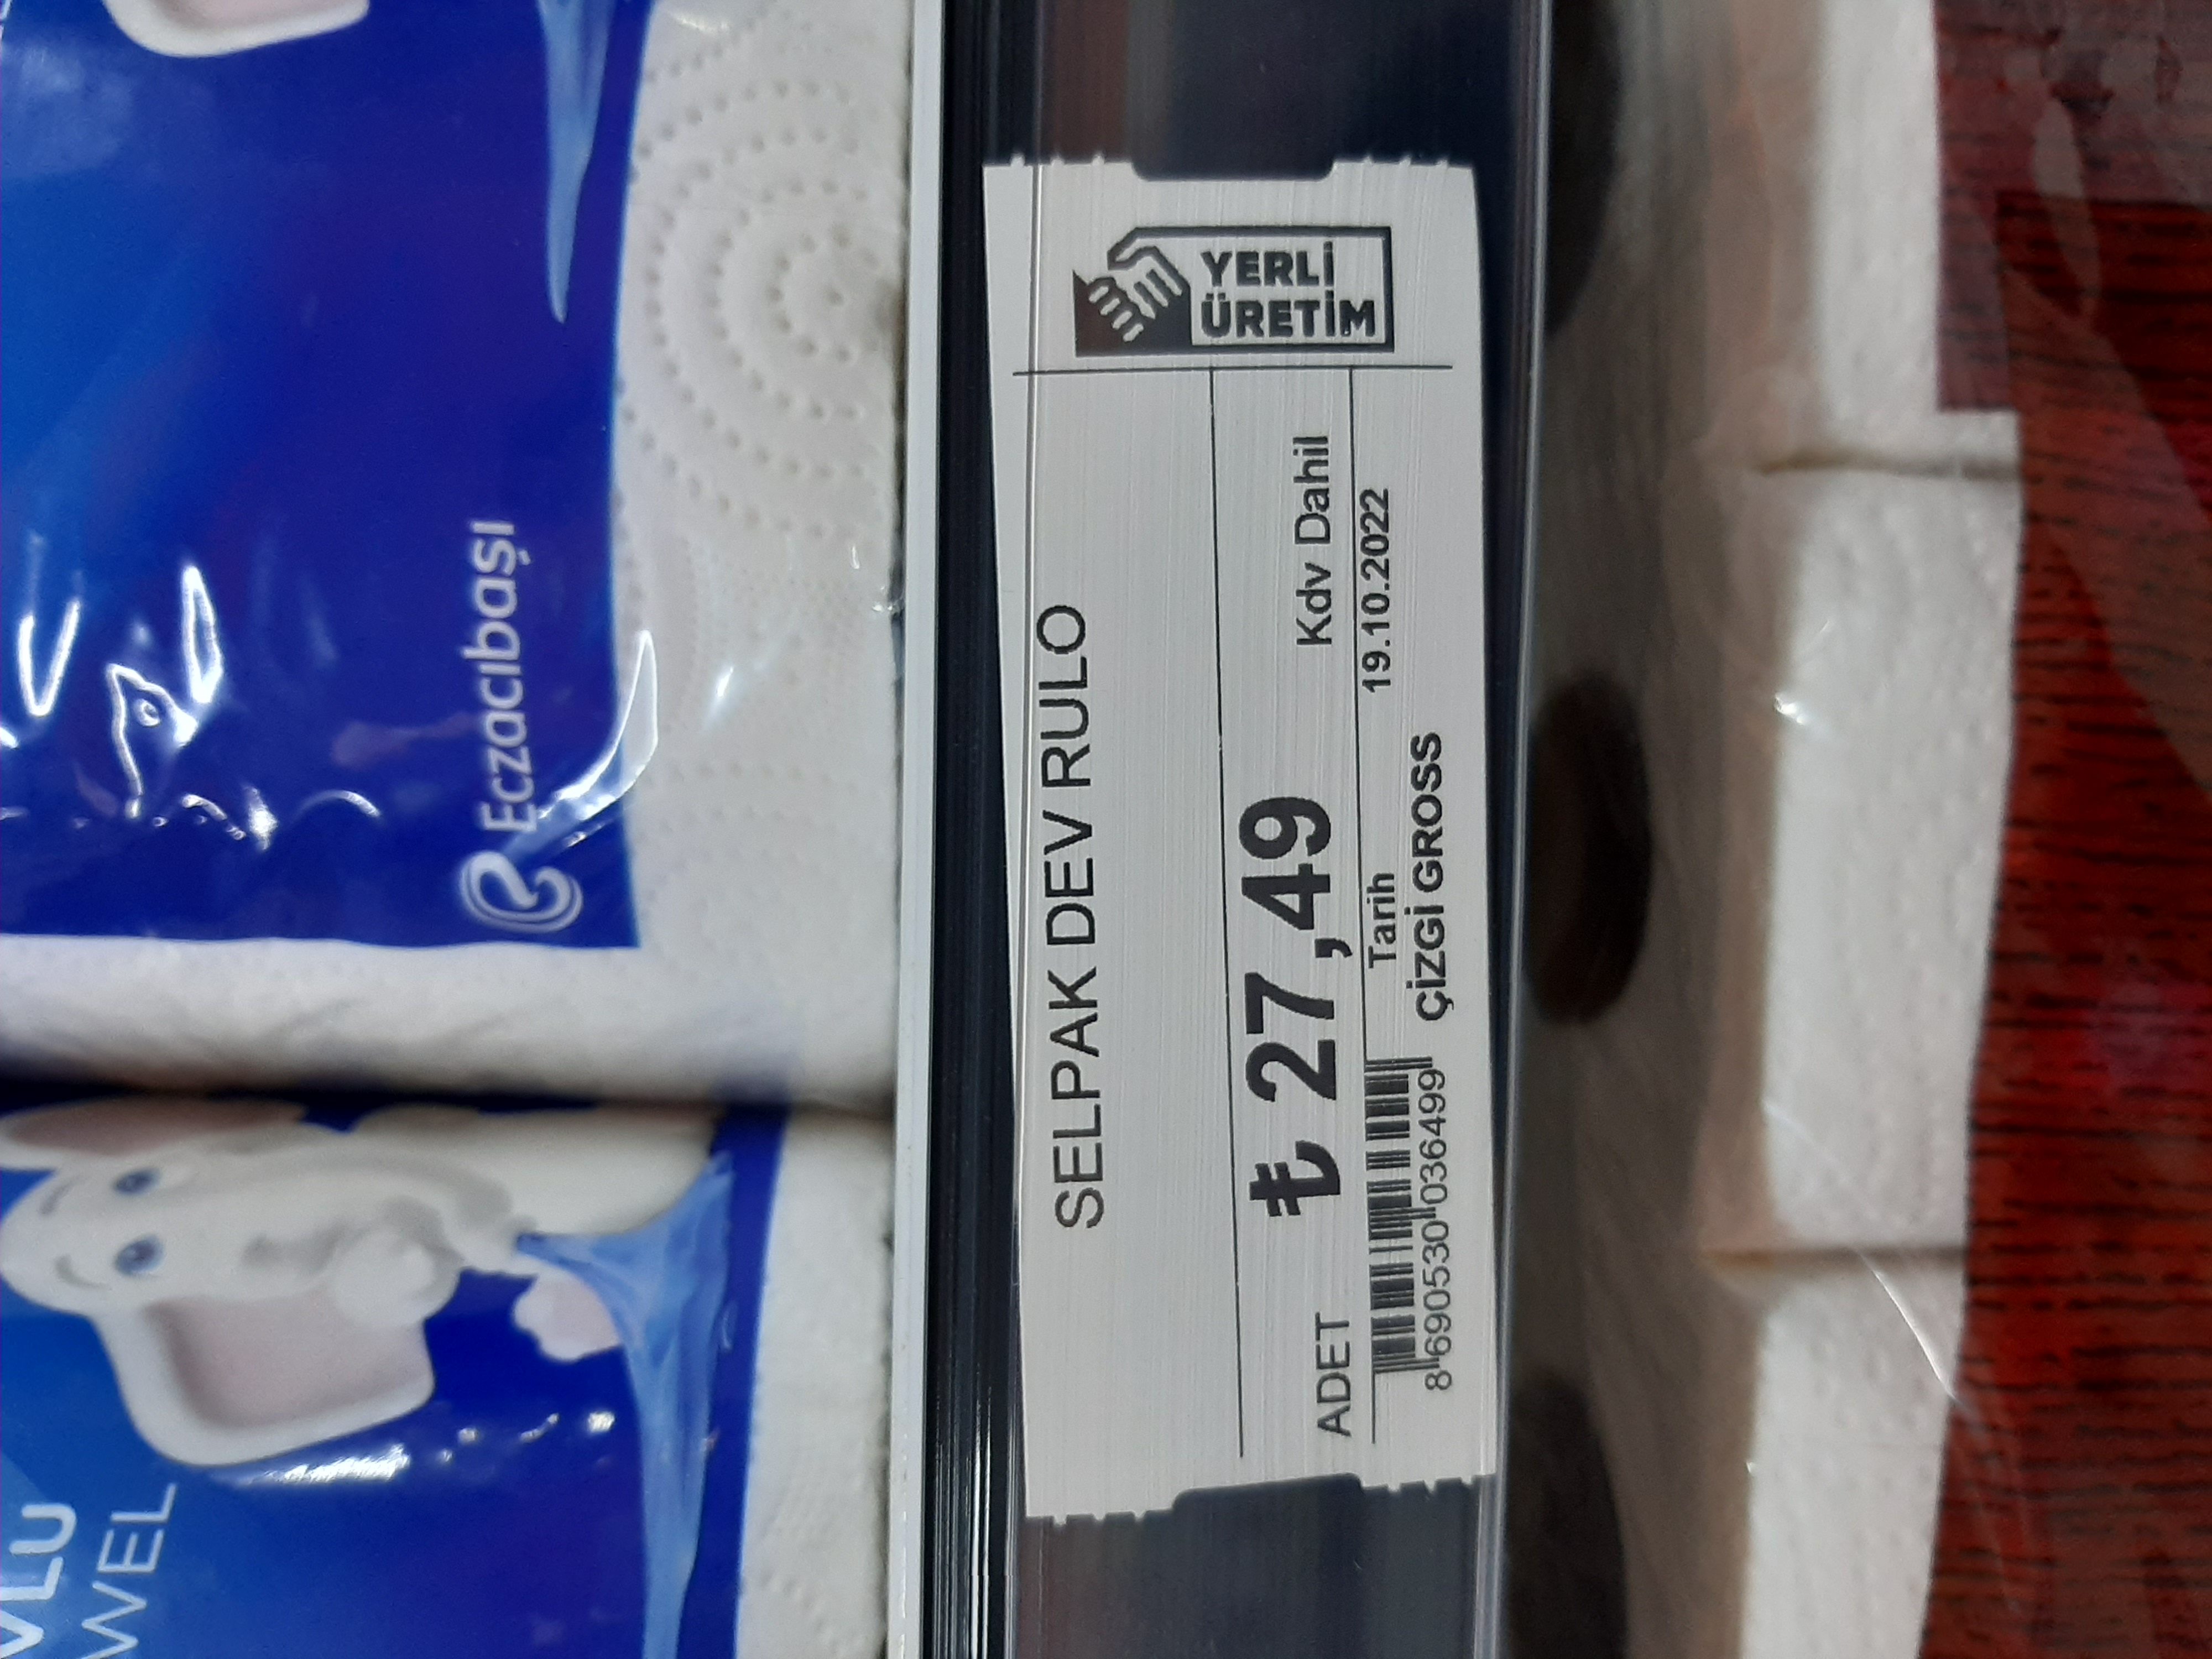 WEL
Eczacıbaşı
SELPAK DEV RULO
ADET
₺ 27,49
Kdv Dahil
YERLİ
ÜRETİM
Tarih
19.10.2022
8 690530 036499
ÇİZGİ GROSS